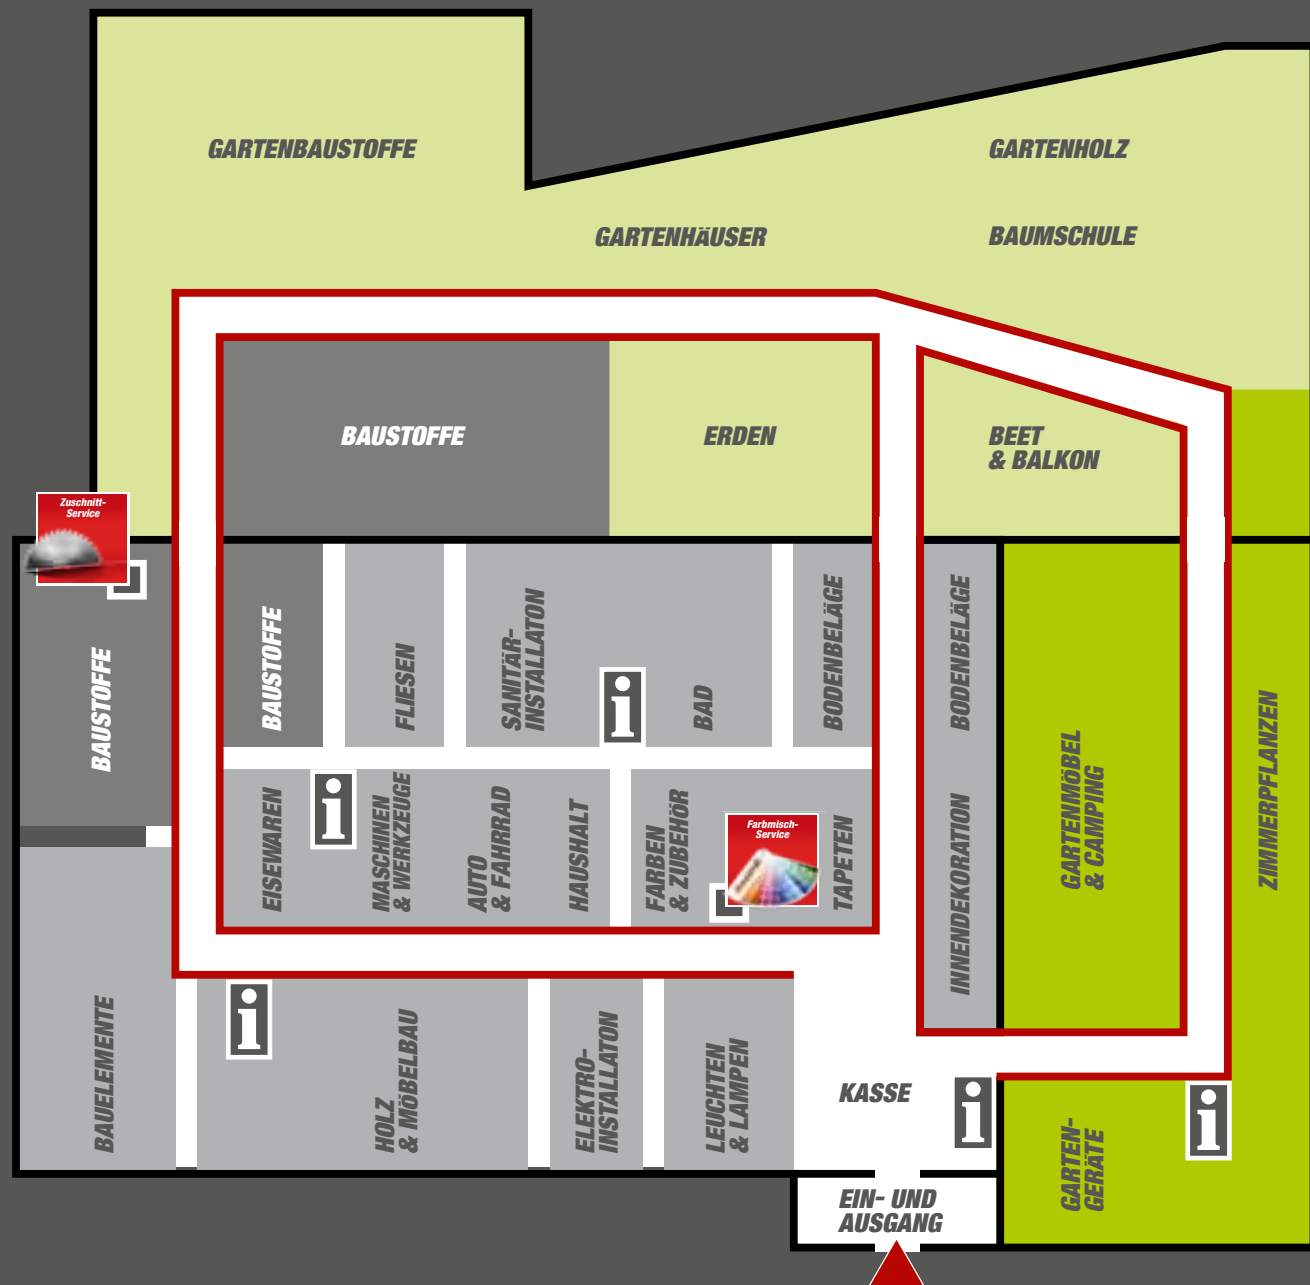 GARTENBAUSTOFFE
GARTENHOLZ
GARTENHÄUSER
BAUMSCHULE
BAUSTOFFE
ERDEN
BEET
& BALKON
Zuschnitt-
Service
BAUSTOFFE
BAUSTOFFE
FLIESEN
SANITÄR-
INSTALLATON
i
BAD
BODENBELÄGE
BODENBELÄGE
GARTENMÖBEL
& CAMPING
ZIMMERPFLANZEN
EISEWAREN
i
MASCHINEN
& WERKZEUGE
AUTO
& FAHRRAD
HAUSHALT
FARBEN
& ZUBEHÖR
Farbmisch-
Service
TAPETEN
INNENDEKORATION
BAUELEMENTE
i
HOLZ
& MÖBELBAU
ELEKTRO-
INSTALLATON
LEUCHTEN
& LAMPEN
KASSE
i
GARTEN-
GERÄTE
i
EIN- UND
AUSGANG